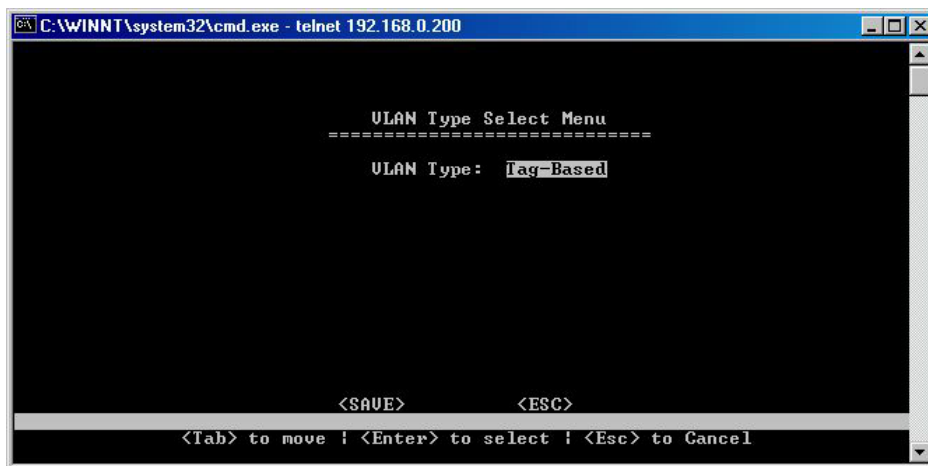 C:\WINNT\system32\cmd.exe - telnet 192.168.0.200
VLAN Type Select Menu
=============================
VLAN Type: Tag-Based
<SAVE> <ESC>
<Tab> to move ¦ <Enter> to select ¦ <Esc> to Cancel